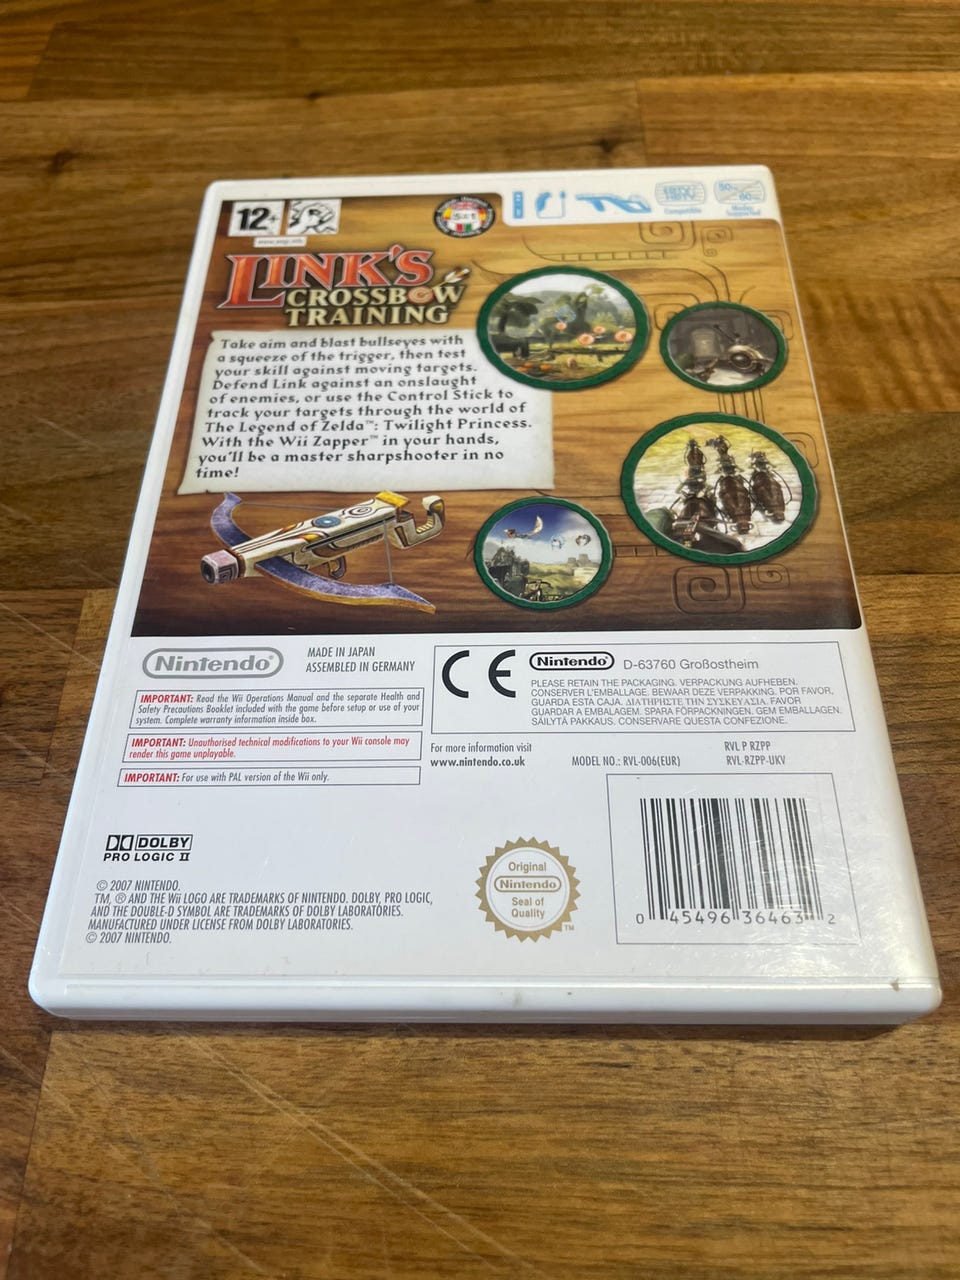 12+
www.pegi.info
EDTV/HDTV
Compatible
50Hz
60Hz
Modes
Supported
LINK'S
CROSSBOW
TRAINING
Take aim and blast bullseyes with
a squeeze of the trigger, then test
your skill against moving targets.
Defend Link against an onslaught
of enemies, or use the Control Stick to
track your targets through the world of
The Legend of Zelda™: Twilight Princess.
With the Wii Zapper™ in your hands,
you'll be a master sharpshooter in no
time!
Nintendo®
MADE IN JAPAN
ASSEMBLED IN GERMANY
IMPORTANT: Read the Wii Operations Manual and the separate Health and
Safety Precautions Booklet included with the game before setup or use of your
system. Complete warranty information inside box.
IMPORTANT: Unauthorised technical modifications to your Wii console may
render this game unplayable.
IMPORTANT: For use with PAL version of the Wii only.
CE
Nintendo® D-63760 Großostheim
PLEASE RETAIN THE PACKAGING. VERPACKUNG AUFHEBEN.
CONSERVER L'EMBALLAGE. BEWAAR DEZE VERPAKKING. POR FAVOR,
GUARDA ESTA CAJA. ΔΙΑΤΗΡΗΣΤΕ ΤΗΝ ΣΥΣΚΕΥΑΣΙΑ. FAVOR
GUARDAR A EMBALAGEM. SPARA FÖRPACKNINGEN. GEM EMBALLAGEN.
SÄILYTÄ PAKKAUS. CONSERVARE QUESTA CONFEZIONE.
For more information visit
www.nintendo.co.uk
MODEL NO.: RVL-006(EUR)
RVL P RZPP
RVL-RZPP-UKV
DOLBY
PRO LOGIC II
© 2007 NINTENDO.
TM, ® AND THE Wii LOGO ARE TRADEMARKS OF NINTENDO. DOLBY, PRO LOGIC,
AND THE DOUBLE-D SYMBOL ARE TRADEMARKS OF DOLBY LABORATORIES.
MANUFACTURED UNDER LICENSE FROM DOLBY LABORATORIES.
© 2007 NINTENDO.
Original
Nintendo®
Seal of
Quality
TM
0 45496 36463 2